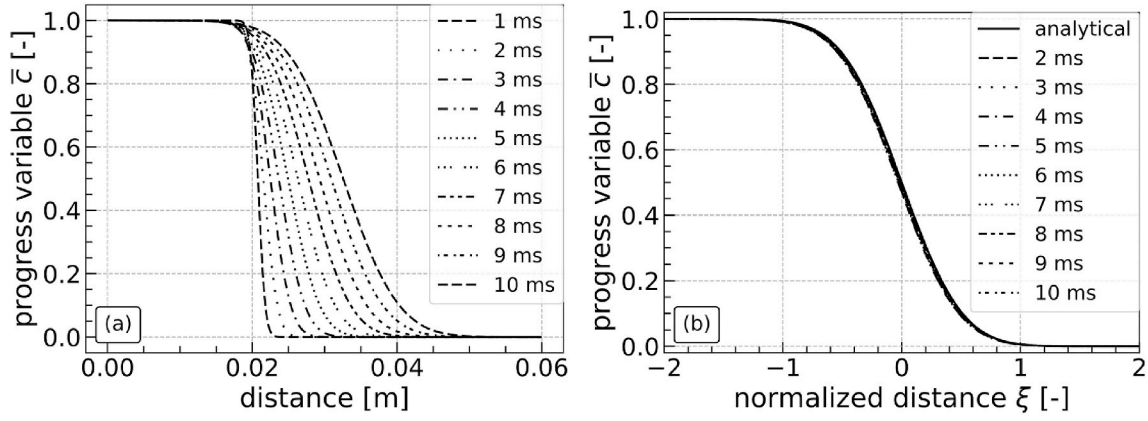 progress variable c̅ [-]
1.0
0.8
0.6
0.4
0.2
0.0
(a)
1 ms
2 ms
3 ms
4 ms
5 ms
6 ms
7 ms
8 ms
9 ms
10 ms
0.00 0.02 0.04 0.06
distance [m]
progress variable c̅ [-]
1.0
0.8
0.6
0.4
0.2
0.0
(b)
analytical
2 ms
3 ms
4 ms
5 ms
6 ms
7 ms
8 ms
9 ms
10 ms
−2 −1 0 1 2
normalized distance ξ [-]